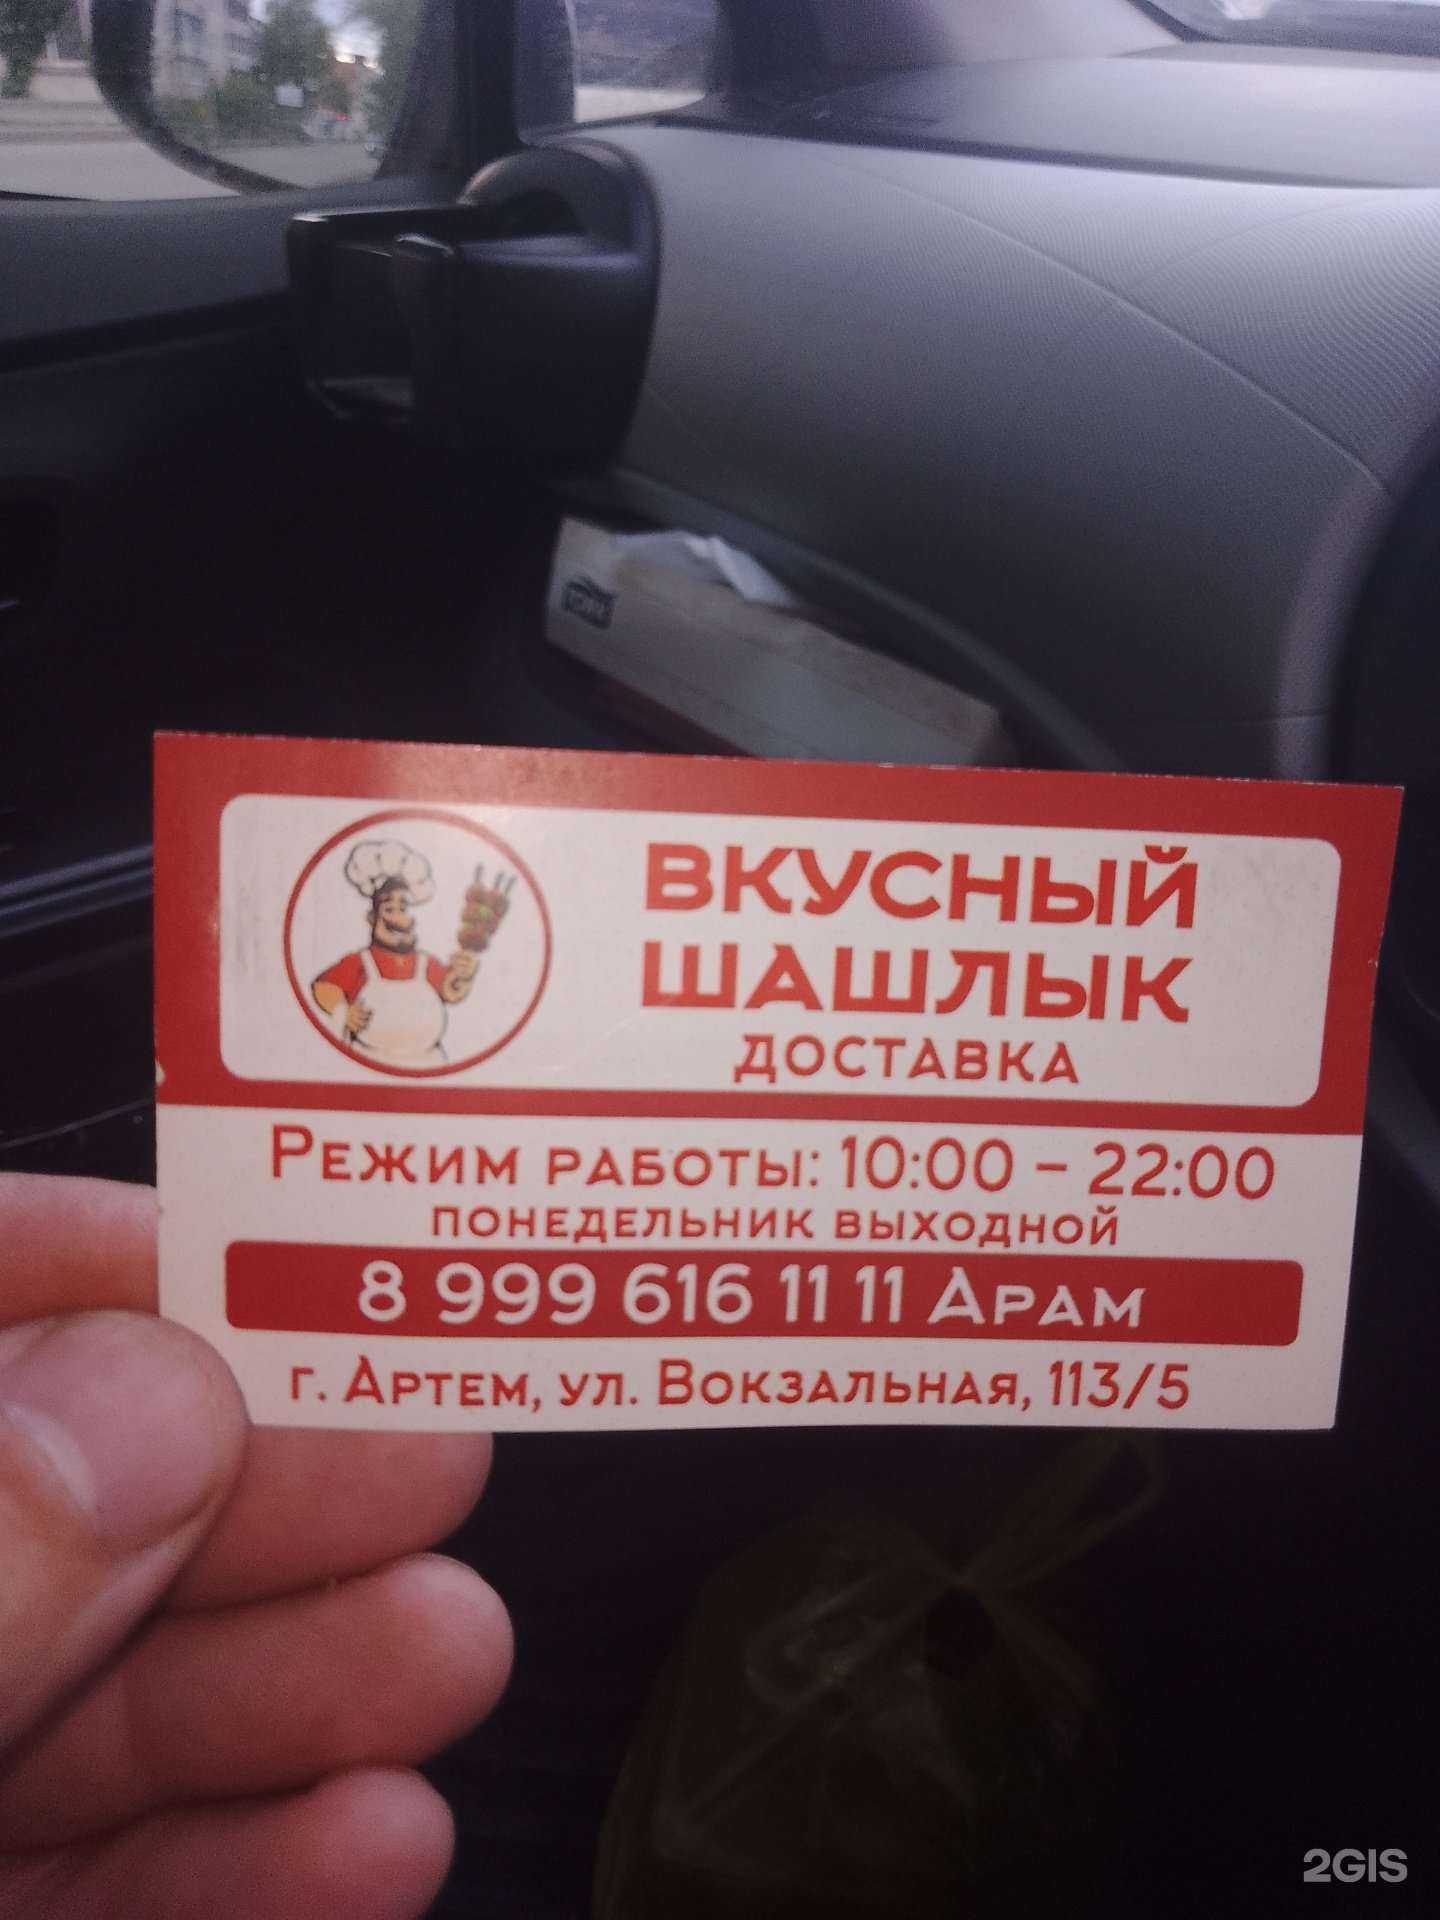 TORK
ВКУСНЫЙ
ШАШЛЫК
ДОСТАВКА
РЕЖИМ РАБОТЫ: 10:00 – 22:00
ПОНЕДЕЛЬНИК ВЫХОДНОЙ
8 999 616 11 11 АРАМ
г. АРТЕМ, УЛ. ВОКЗАЛЬНАЯ, 113/5
2GIS